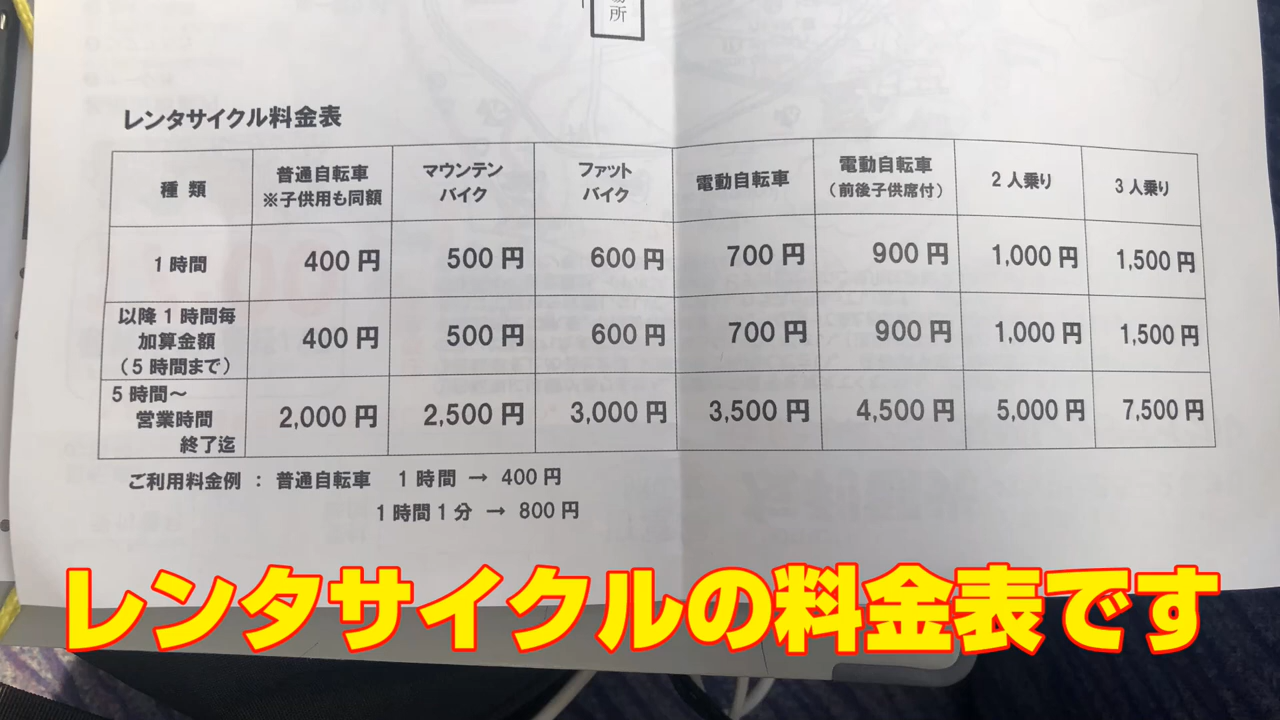 場所
レンタサイクル料金表
種 類 普通自転車 ※子供用も同額 マウンテンバイク ファットバイク 電動自転車 電動自転車 (前後子供席付) 2人乗り 3人乗り
1時間 400円 500円 600円 700円 900円 1,000円 1,500円
以降1時間毎 加算金額 (5時間まで) 400円 500円 600円 700円 900円 1,000円 1,500円
5時間～ 営業時間 終了迄 2,000円 2,500円 3,000円 3,500円 4,500円 5,000円 7,500円
ご利用料金例 : 普通自転車 1時間 → 400円
1時間1分 → 800円
レンタサイクルの料金表です